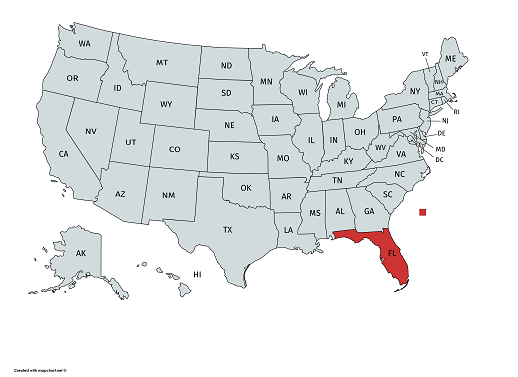 WA
MT
ND
MN
VT
ME
OR
ID
SD
WI
NH
NY
MA
CT
RI
WY
MI
IA
PA
NJ
NE
NV
UT
CO
IL
IN
OH
DE
WV
MD
DC
CA
KS
MO
KY
VA
AZ
NM
OK
TN
NC
AR
SC
TX
LA
MS
AL
GA
AK
HI
FL
Created with mapchart.net ©